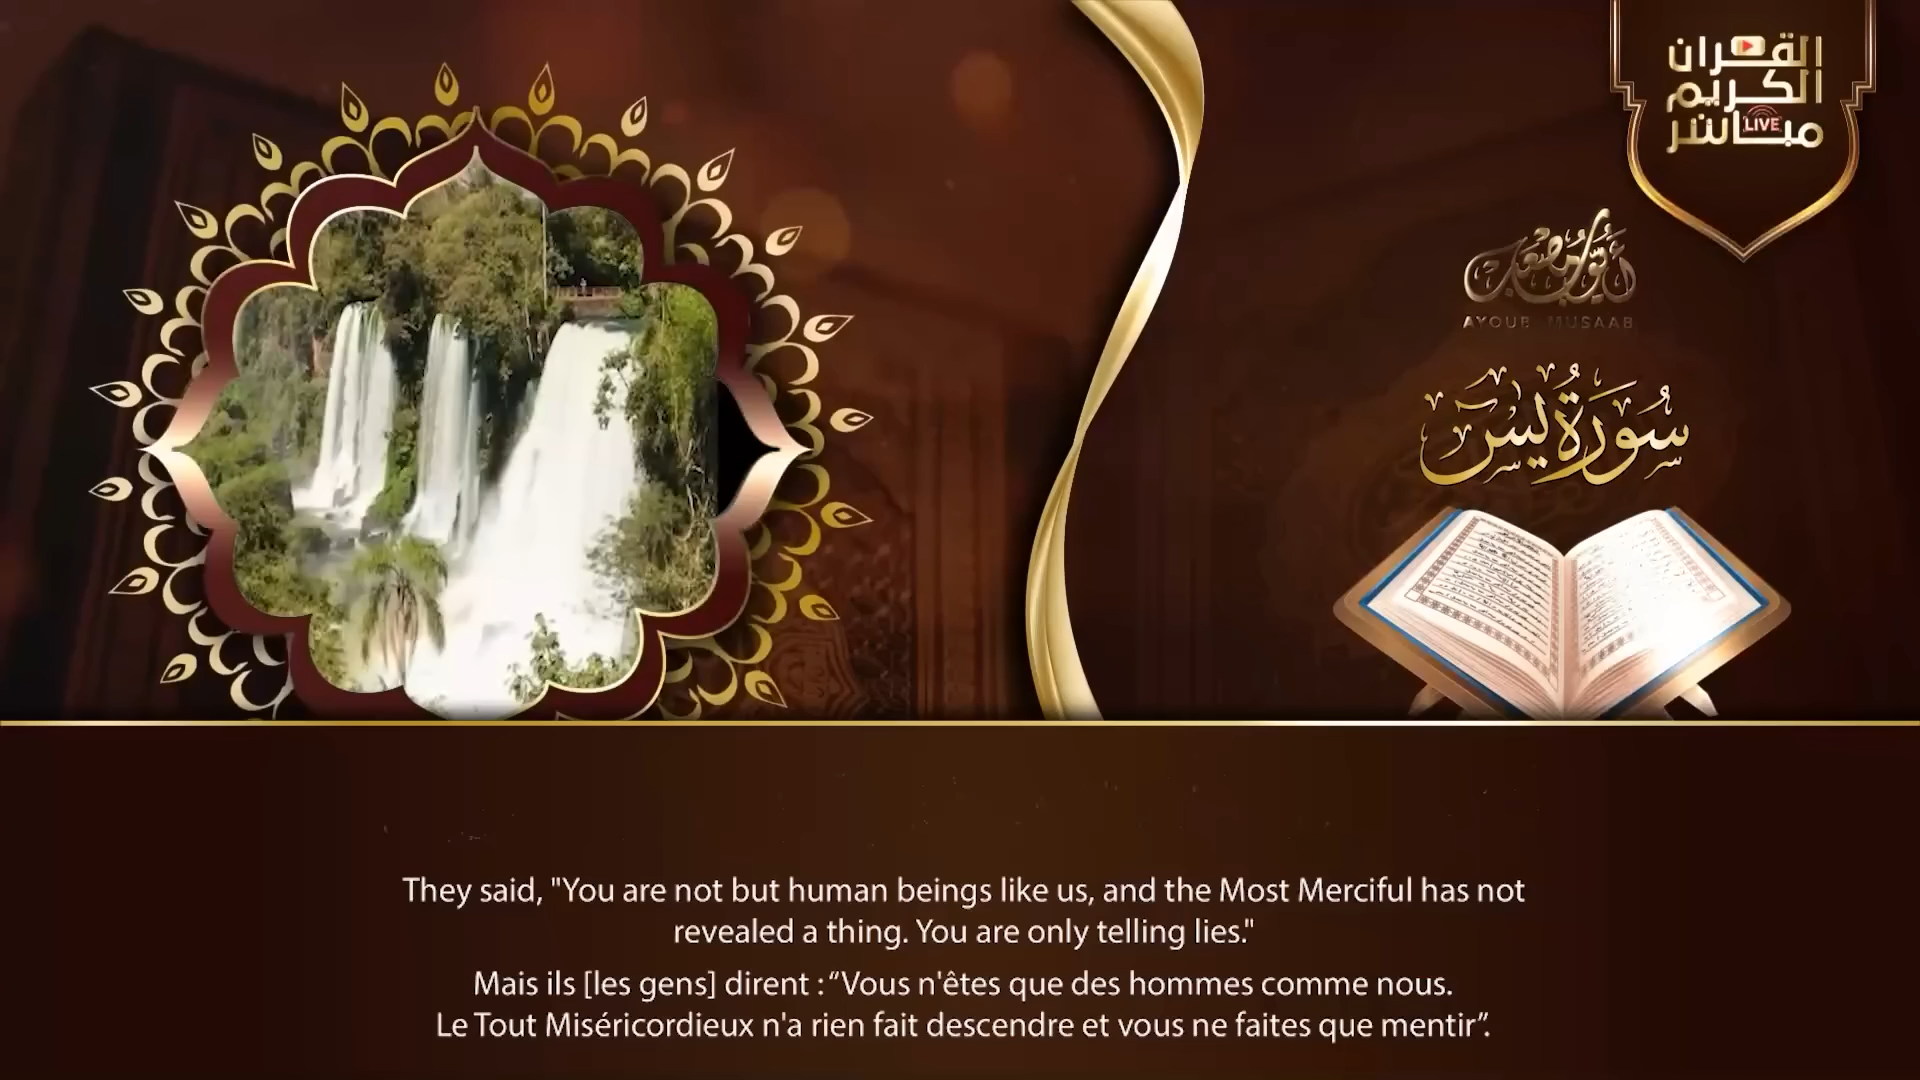 القرآن
الكريم
مباشر
LIVE
أيوب مصعب
AYOUB MUSAAB
سُورَةُ يس
They said, "You are not but human beings like us, and the Most Merciful has not
revealed a thing. You are only telling lies."
Mais ils [les gens] dirent : “Vous n'êtes que des hommes comme nous.
Le Tout Miséricordieux n'a rien fait descendre et vous ne faites que mentir”.